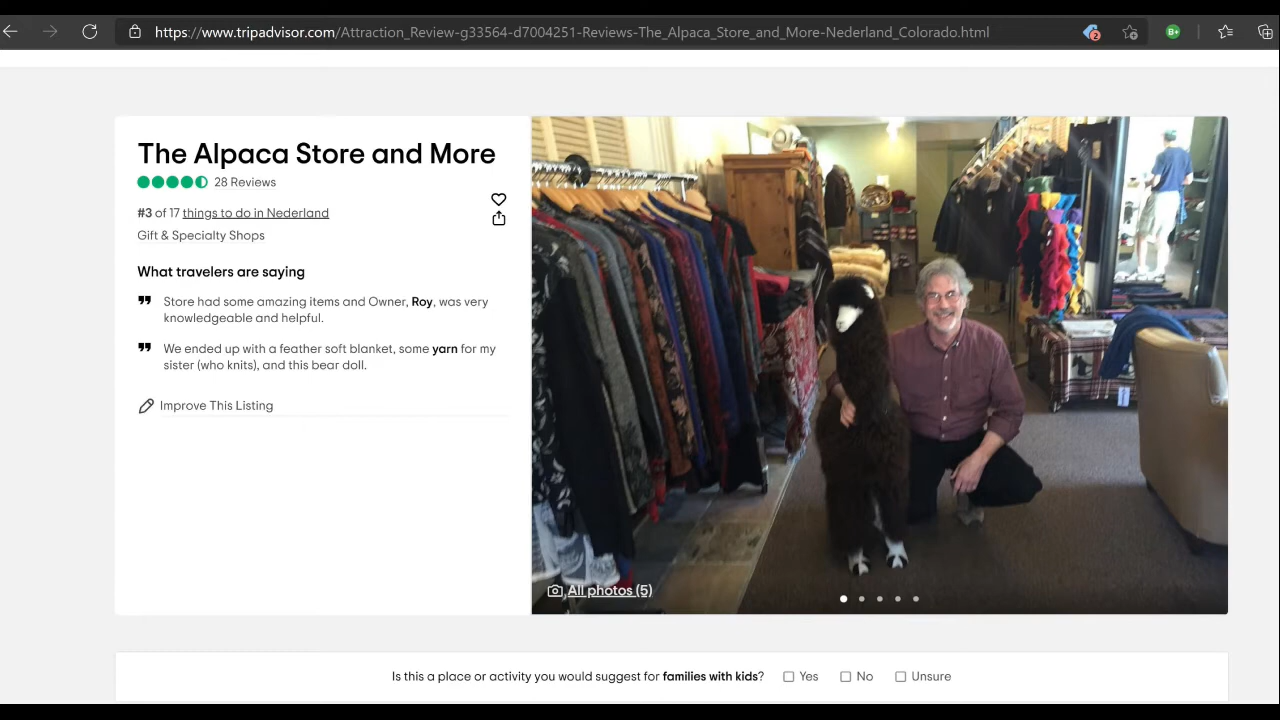 https://www.tripadvisor.com/Attraction_Review-g33564-d7004251-Reviews-The_Alpaca_Store_and_More-Nederland_Colorado.html
2
B+
The Alpaca Store and More
28 Reviews
#3 of 17 things to do in Nederland
Gift & Specialty Shops
What travelers are saying
Store had some amazing items and Owner, Roy, was very
knowledgeable and helpful.
We ended up with a feather soft blanket, some yarn for my
sister (who knits), and this bear doll.
Improve This Listing
All photos (5)
Is this a place or activity you would suggest for families with kids? Yes No Unsure